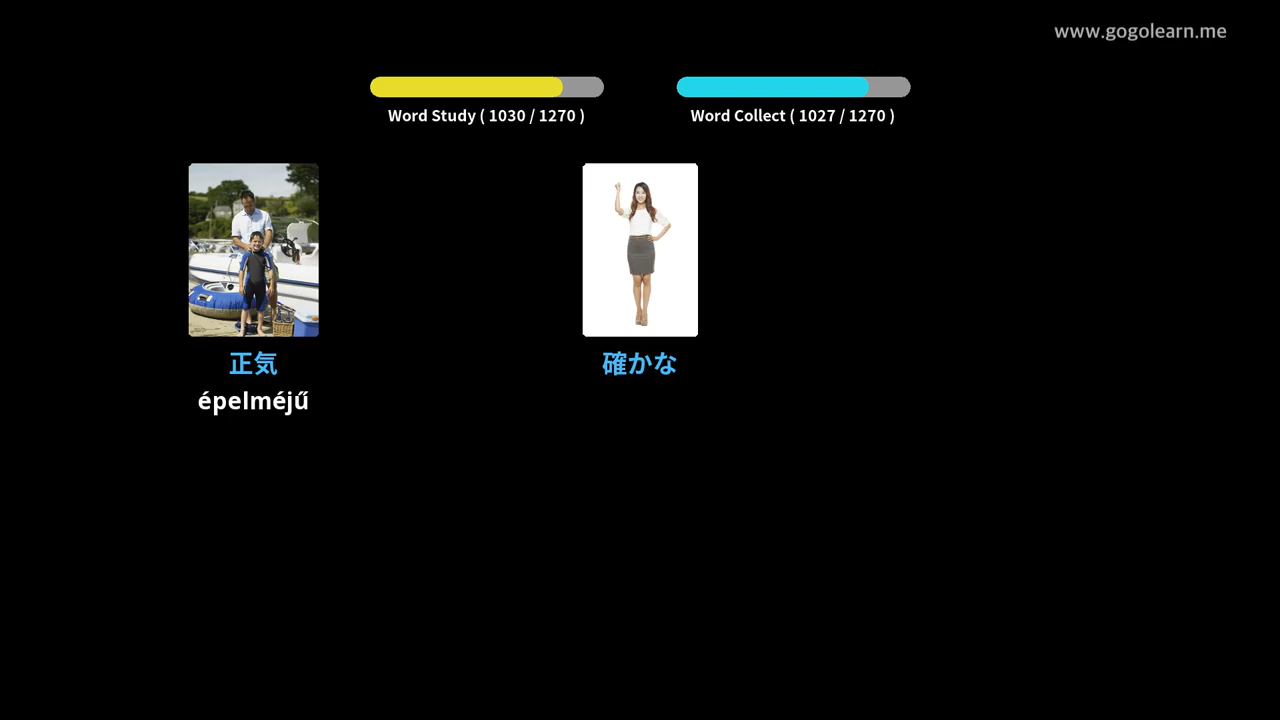 www.gogolearn.me
Word Study ( 1030 / 1270 )
Word Collect ( 1027 / 1270 )
正気
確かな
épelméjű